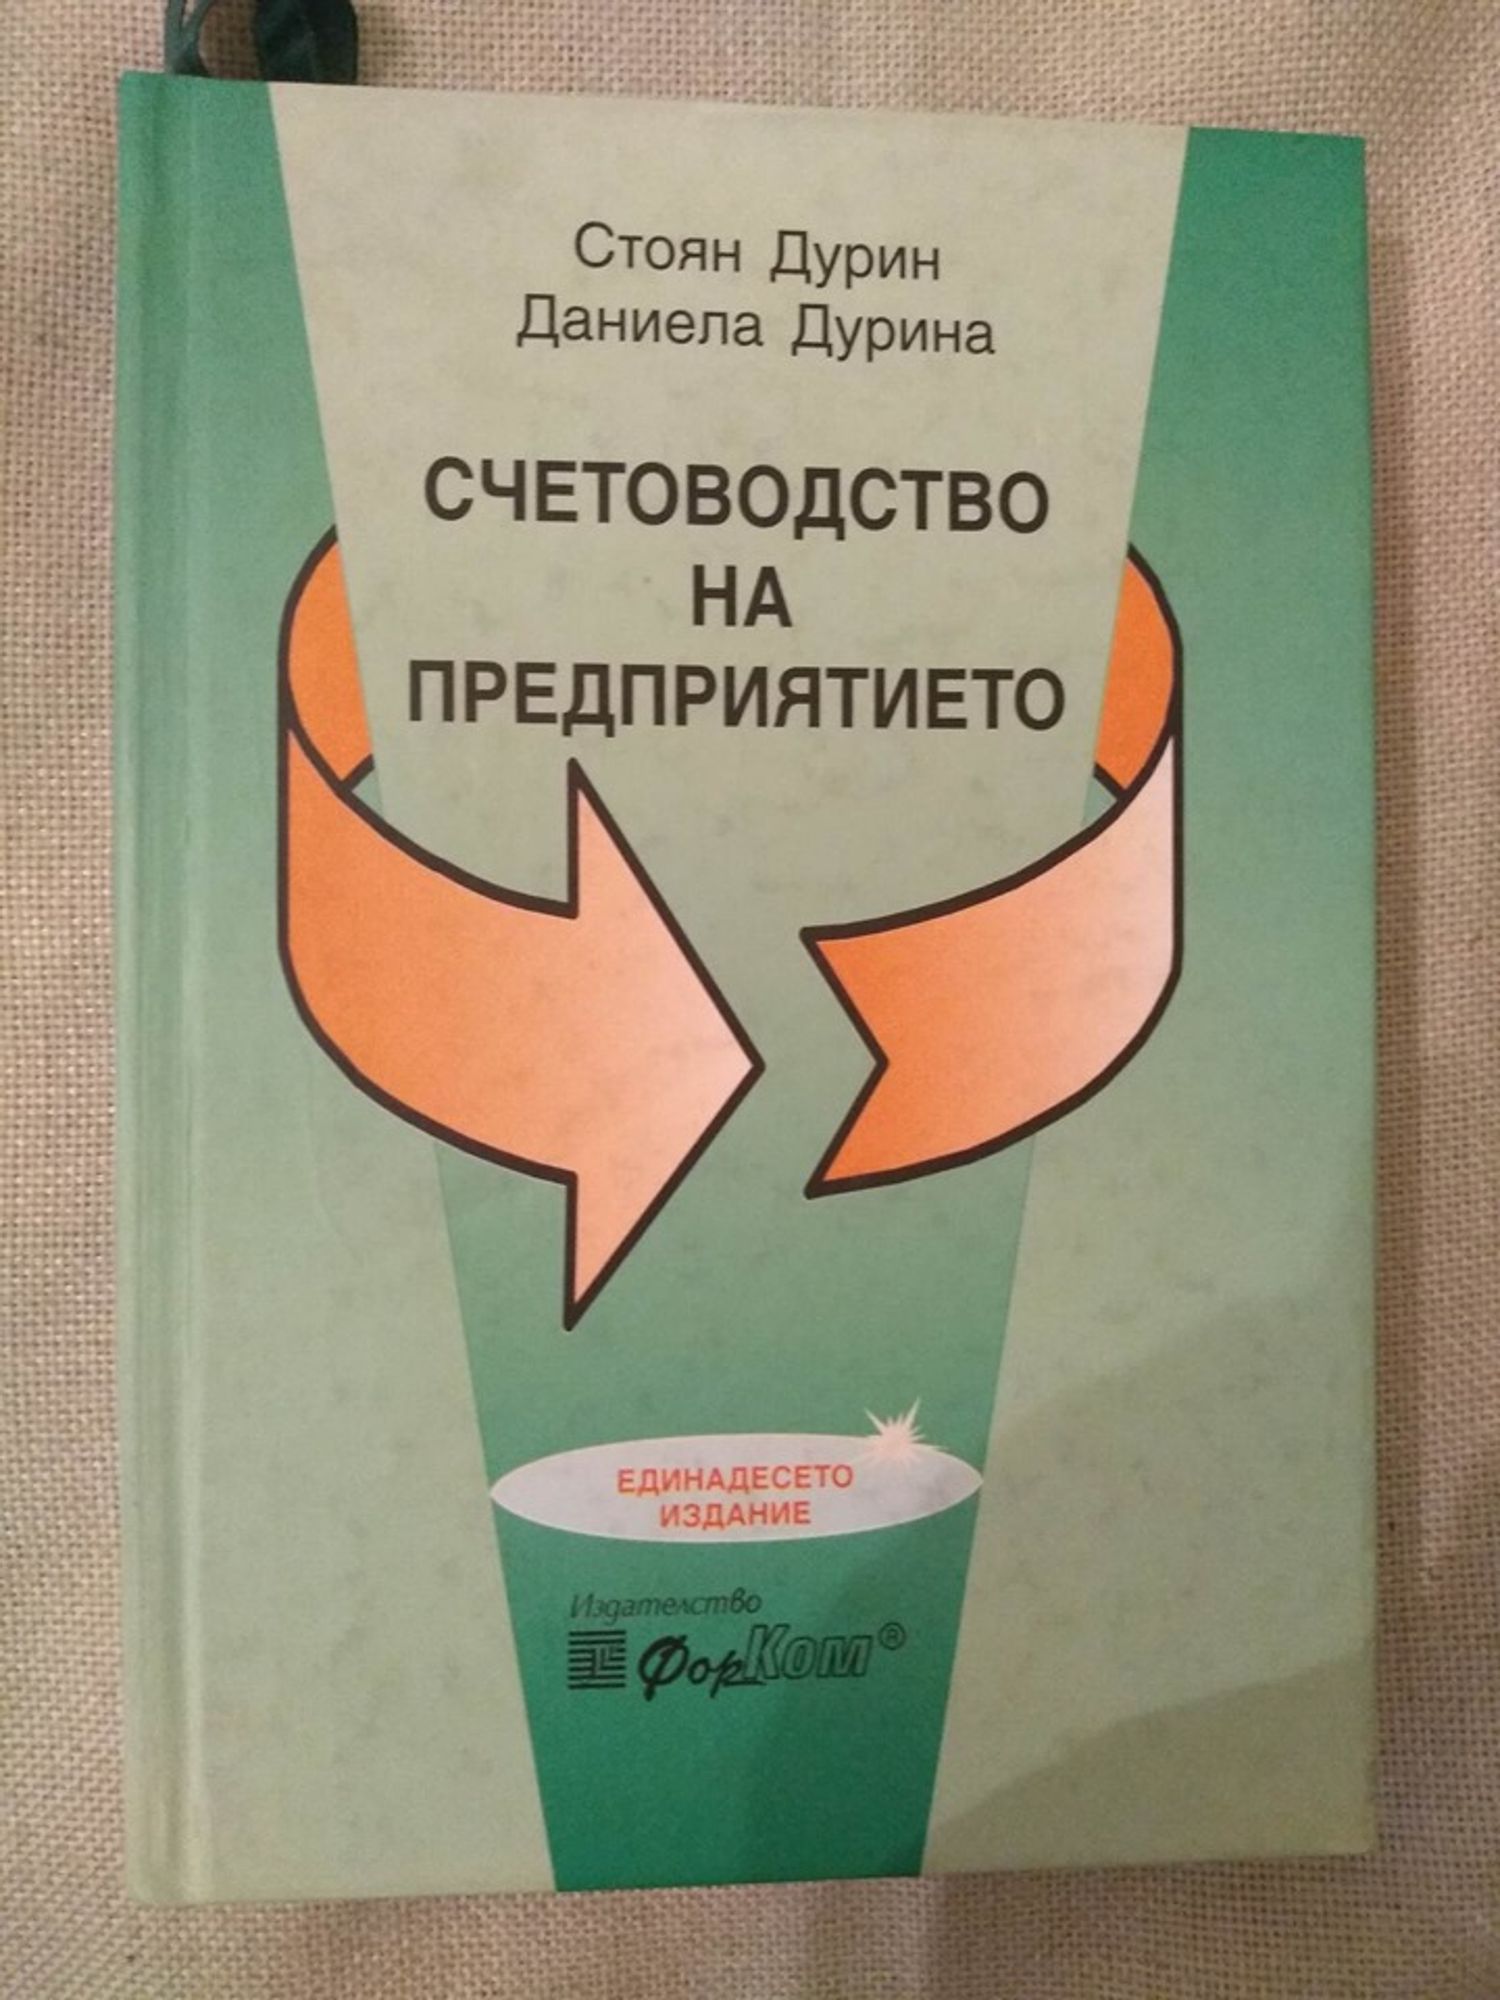 Стоян Дурин
Даниела Дурина
СЧЕТОВОДСТВО
НА
ПРЕДПРИЯТИЕТО
ЕДИНАДЕСЕТО
ИЗДАНИЕ
Издателство
ФорКом®